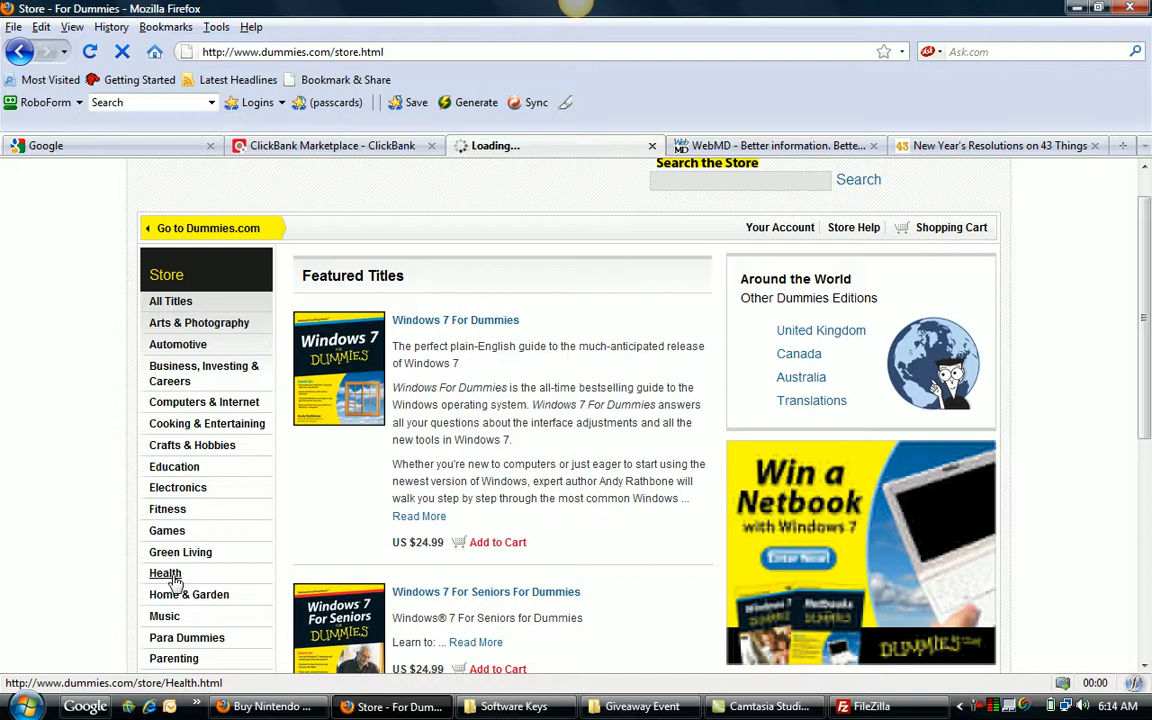 Store - For Dummies - Mozilla Firefox
File Edit View History Bookmarks Tools Help
http://www.dummies.com/store.html
Ask.com
Most Visited Getting Started Latest Headlines Bookmark & Share
RoboForm Search Logins (passcards) Save Generate Sync
Google
ClickBank Marketplace - ClickBank
Loading...
WebMD - Better information. Bette...
43 New Year's Resolutions on 43 Things
Search the Store
Search
Go to Dummies.com
Your Account Store Help Shopping Cart
Store
All Titles
Arts & Photography
Automotive
Business, Investing &
Careers
Computers & Internet
Cooking & Entertaining
Crafts & Hobbies
Education
Electronics
Fitness
Games
Green Living
Health
Home & Garden
Music
Para Dummies
Parenting
Featured Titles
Windows 7
DUMMIES
Windows 7 For Dummies
The perfect plain-English guide to the much-anticipated release
of Windows 7
Windows For Dummies is the all-time bestselling guide to the
Windows operating system. Windows 7 For Dummies answers
all your questions about the interface adjustments and all the
new tools in Windows 7.
Whether you're new to computers or just eager to start using the
newest version of Windows, expert author Andy Rathbone will
walk you step by step through the most common Windows ...
Read More
US $24.99 Add to Cart
Windows 7
For Seniors
DUMMIES
Windows 7 For Seniors For Dummies
Windows® 7 For Seniors for Dummies
Learn to: ... Read More
US $24.99 Add to Cart
Around the World
Other Dummies Editions
United Kingdom
Canada
Australia
Translations
Win a
Netbook
with Windows 7
Enter Now
DUMMIES
http://www.dummies.com/store/Health.html
00:00
Google
Buy Nintendo ...
Store - For Dum...
Software Keys
Giveaway Event
Camtasia Studi...
FileZilla
6:14 AM